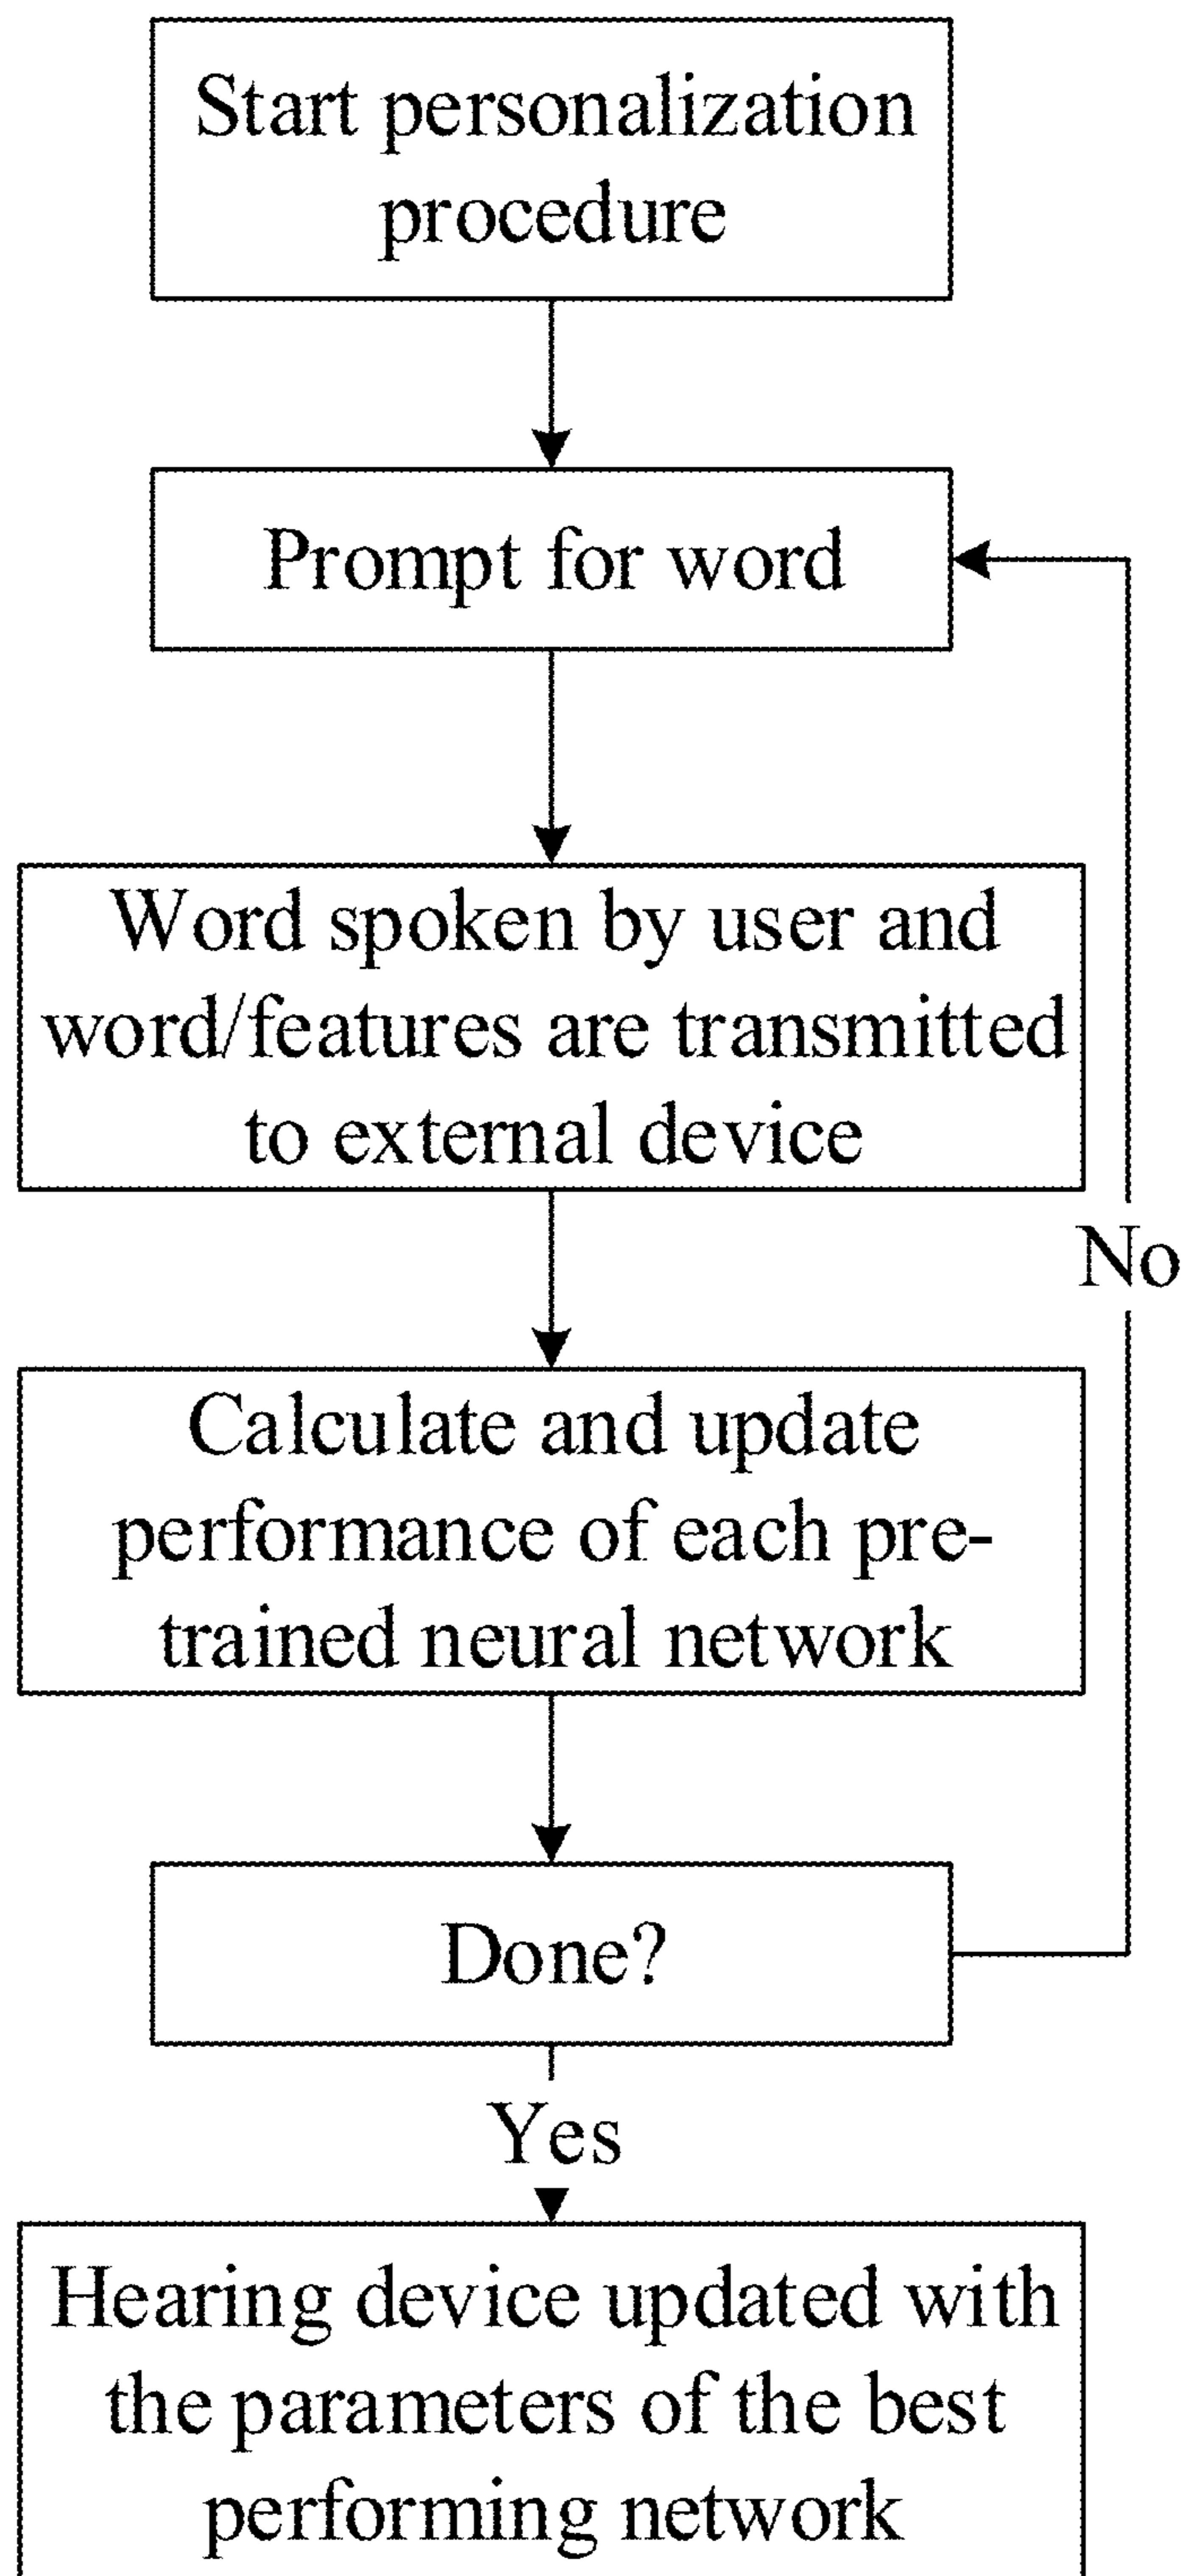 Start personalization
procedure
Prompt for word
Word spoken by user and
word/features are transmitted
to external device
No
Calculate and update
performance of each pre-
trained neural network
Done?
Yes
Hearing device updated with
the parameters of the best
performing network